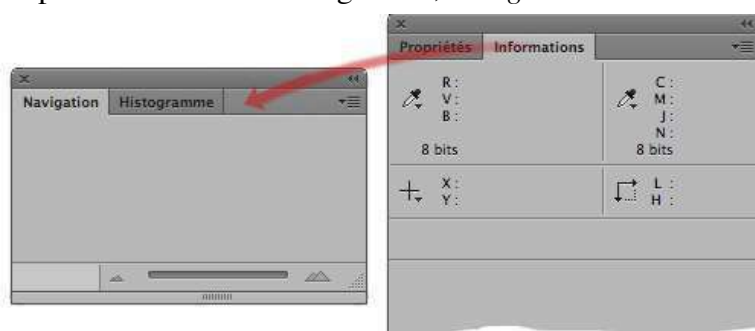 Propriétés Informations
Navigation Histogramme
R :
V :
B :
8 bits
C :
M :
J :
N :
8 bits
X :
Y :
L :
H :